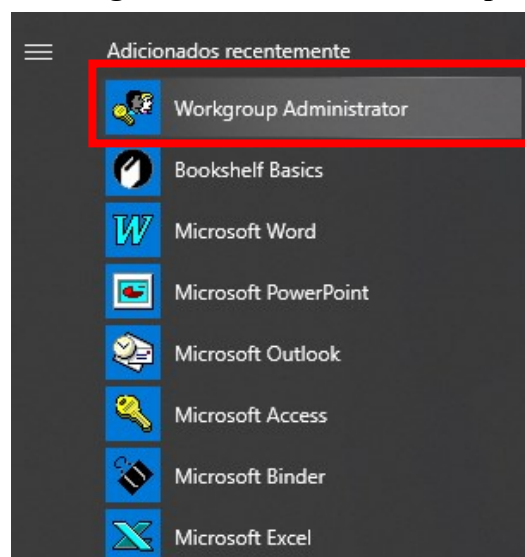 Adicionados recentemente
Workgroup Administrator
Bookshelf Basics
Microsoft Word
Microsoft PowerPoint
Microsoft Outlook
Microsoft Access
Microsoft Binder
Microsoft Excel